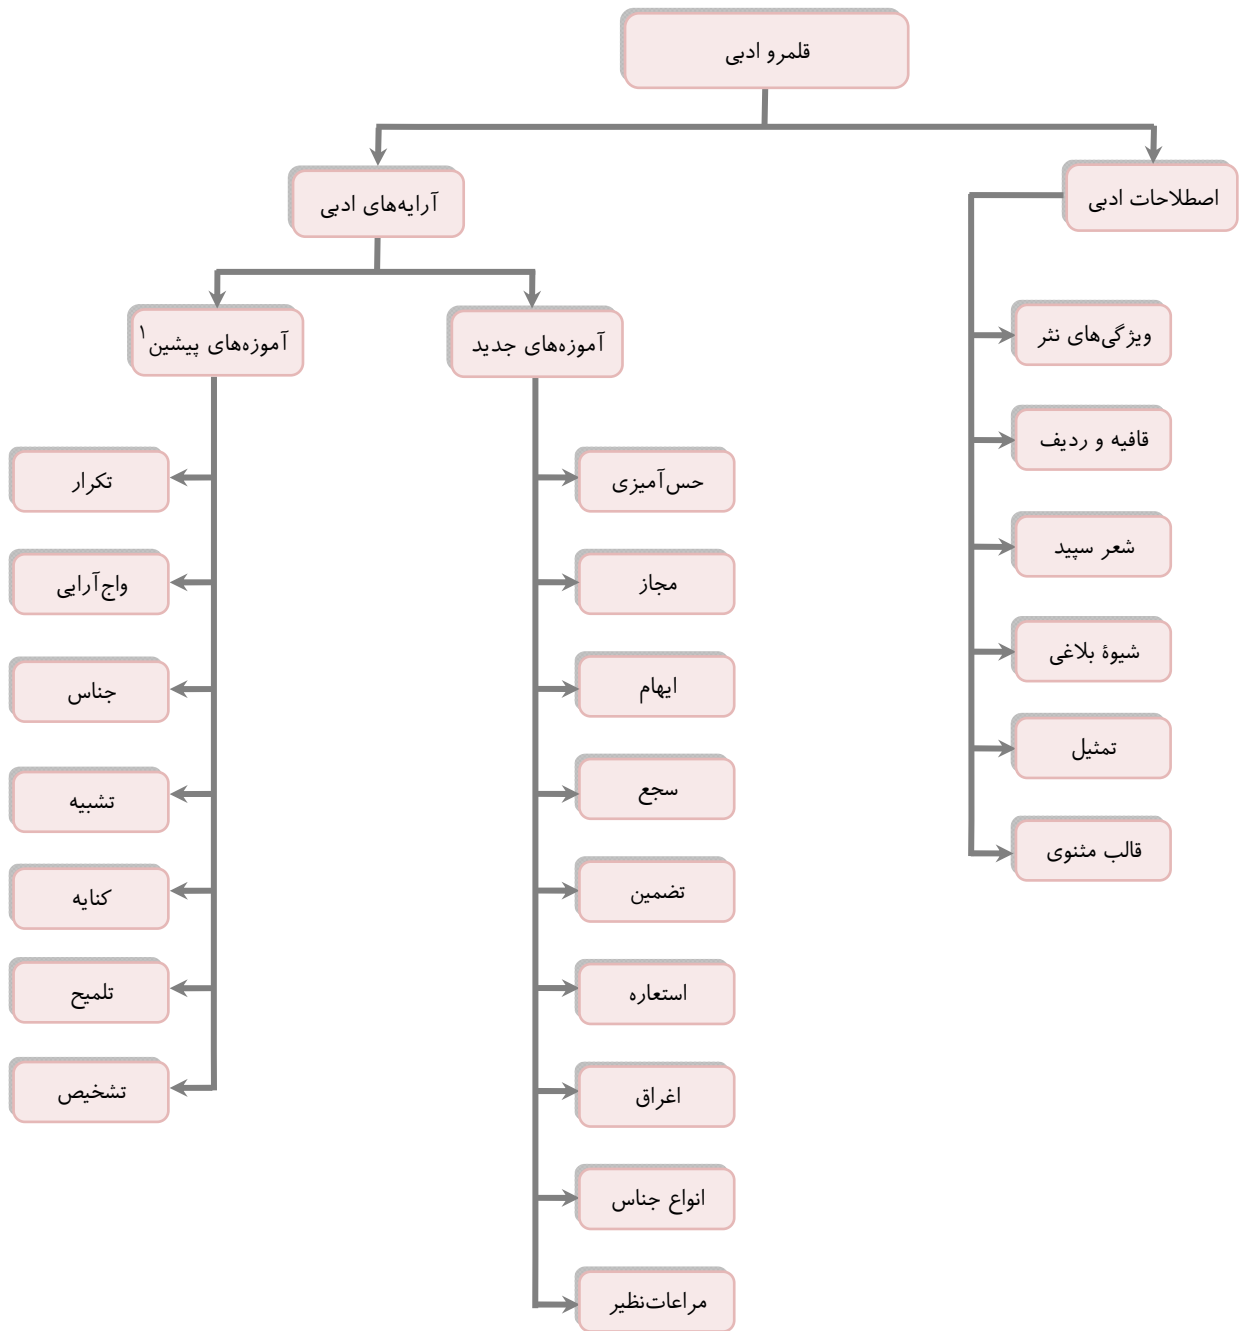 قلمرو ادبی
اصطلاحات ادبی
ویژگی‌های نثر
قافیه و ردیف
شعر سپید
شیوهٔ بلاغی
تمثیل
قالب مثنوی
آرایه‌های ادبی
آموزه‌های جدید
حس‌آمیزی
مجاز
ایهام
سجع
تضمین
استعاره
اغراق
انواع جناس
مراعات‌نظیر
آموزه‌های پیشین۱
تکرار
واج‌آرایی
جناس
تشبیه
کنایه
تلمیح
تشخیص